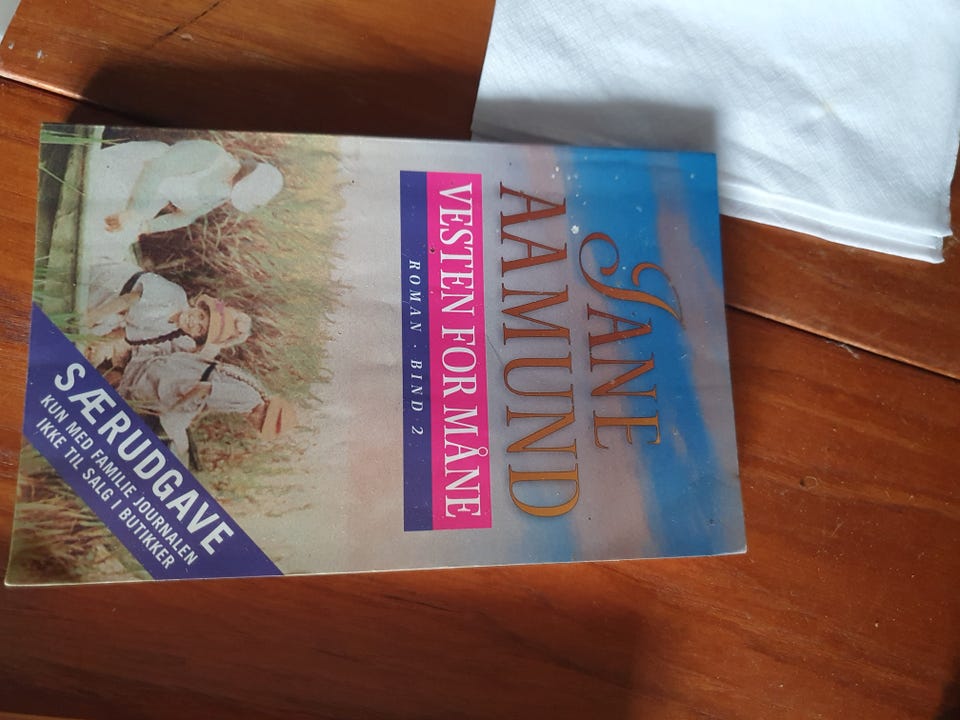 JANE
AAMUND
VESTEN FOR MÅNE
ROMAN · BIND 2
SÆRUDGAVE
KUN MED FAMILIE JOURNALEN
IKKE TIL SALG I BUTIKKER